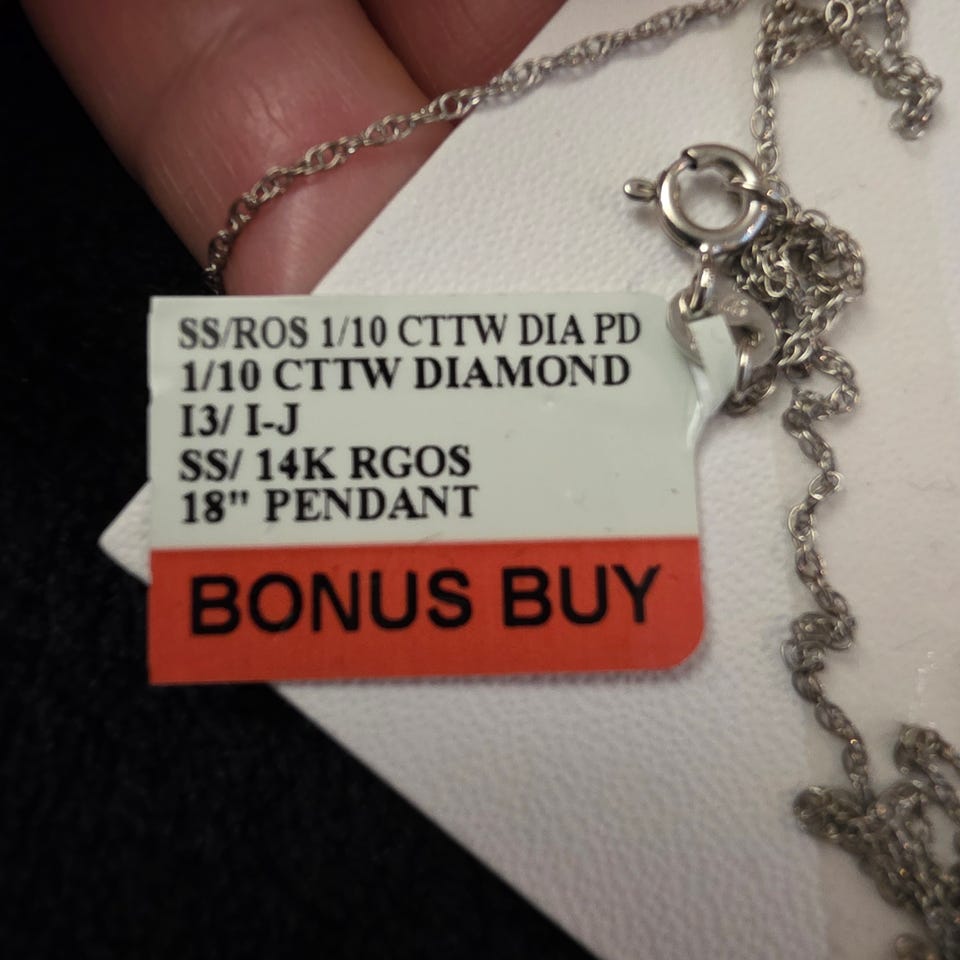 SS/ROS 1/10 CTTW DIA PD
1/10 CTTW DIAMOND
I3/ I-J
SS/ 14K RGOS
18" PENDANT
BONUS BUY